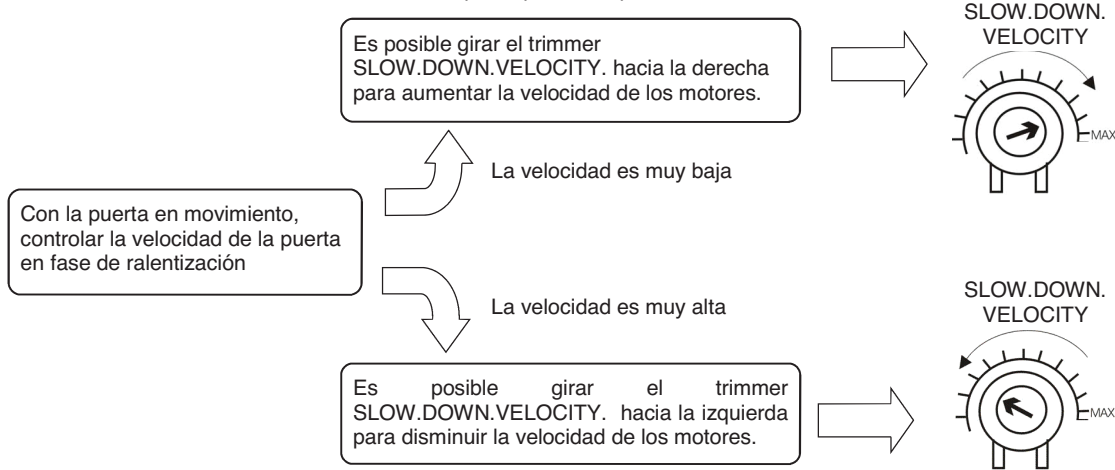 Es posible girar el trimmer
SLOW.DOWN.VELOCITY. hacia la derecha
para aumentar la velocidad de los motores.
SLOW.DOWN.
VELOCITY
MAX
La velocidad es muy baja
Con la puerta en movimiento,
controlar la velocidad de la puerta
en fase de ralentización
La velocidad es muy alta
Es posible girar el trimmer
SLOW.DOWN.VELOCITY. hacia la izquierda
para disminuir la velocidad de los motores.
SLOW.DOWN.
VELOCITY
MAX